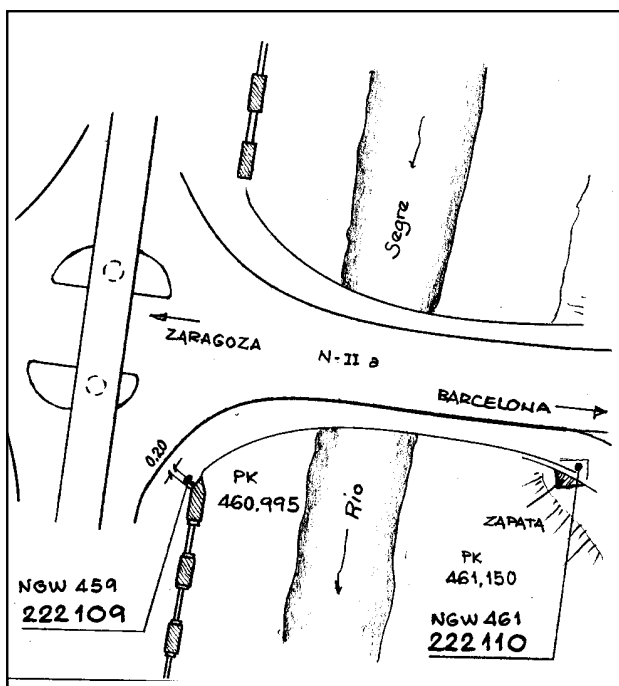 Segre
ZARAGOZA
N-II a
BARCELONA
0.20
PK
460.995
Rio
ZAPATA
PK
461,150
NGW 459
222109
NGW 461
222110